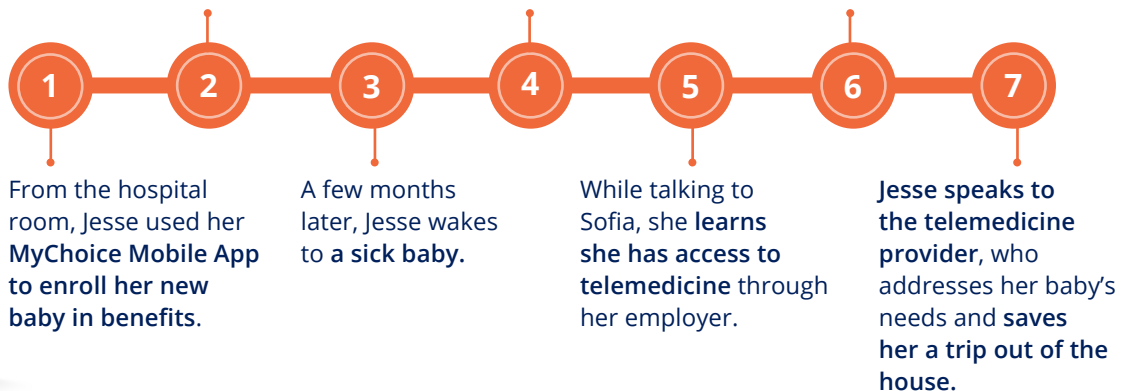 1
2
3
4
5
6
7
From the hospital
room, Jesse used her
MyChoice Mobile App
to enroll her new
baby in benefits.
A few months
later, Jesse wakes
to a sick baby.
While talking to
Sofia, she learns
she has access to
telemedicine through
her employer.
Jesse speaks to
the telemedicine
provider, who
addresses her baby’s
needs and saves
her a trip out of the
house.